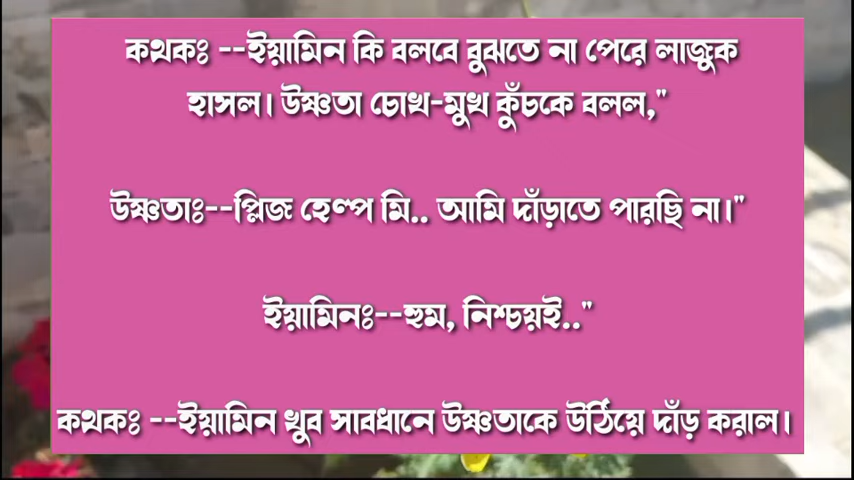 কথকঃ --ইয়ামিন কি বলবে বুঝতে না পেরে লাজুক
হাসল। উষ্ণতা চোখ-মুখ কুঁচকে বলল,"
উষ্ণতাঃ--প্লিজ হেল্প মি.. আমি দাঁড়াতে পারছি না।"
ইয়ামিনঃ--হুম, নিশ্চয়ই.."
কথকঃ --ইয়ামিন খুব সাবধানে উষ্ণতাকে উঠিয়ে দাঁড় করাল।